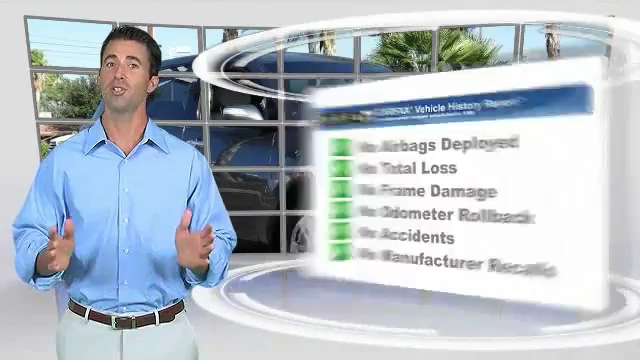 Vehicle History Report
No Airbags Deployed
No Total Loss
No Frame Damage
No Odometer Rollback
No Accidents
No Manufacturer Recalls